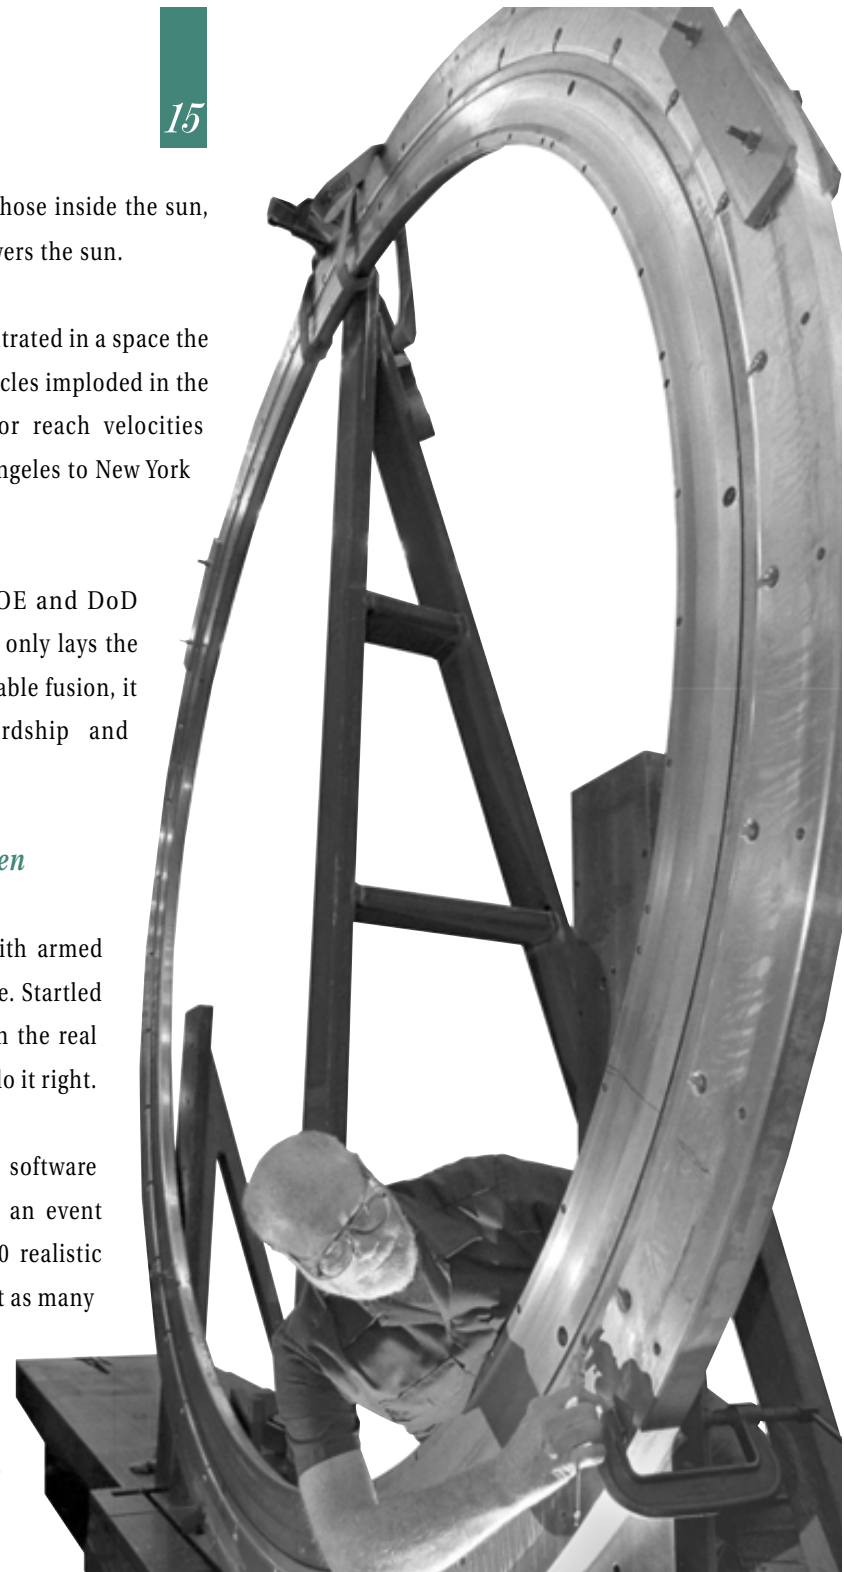 15
hose inside the sun,
vers the sun.
trated in a space the
cles imploded in the
or reach velocities
ngeles to New York
OE and DoD
only lays the
able fusion, it
rdship and
en
ith armed
e. Startled
n the real
lo it right.
software
an event
0 realistic
t as many